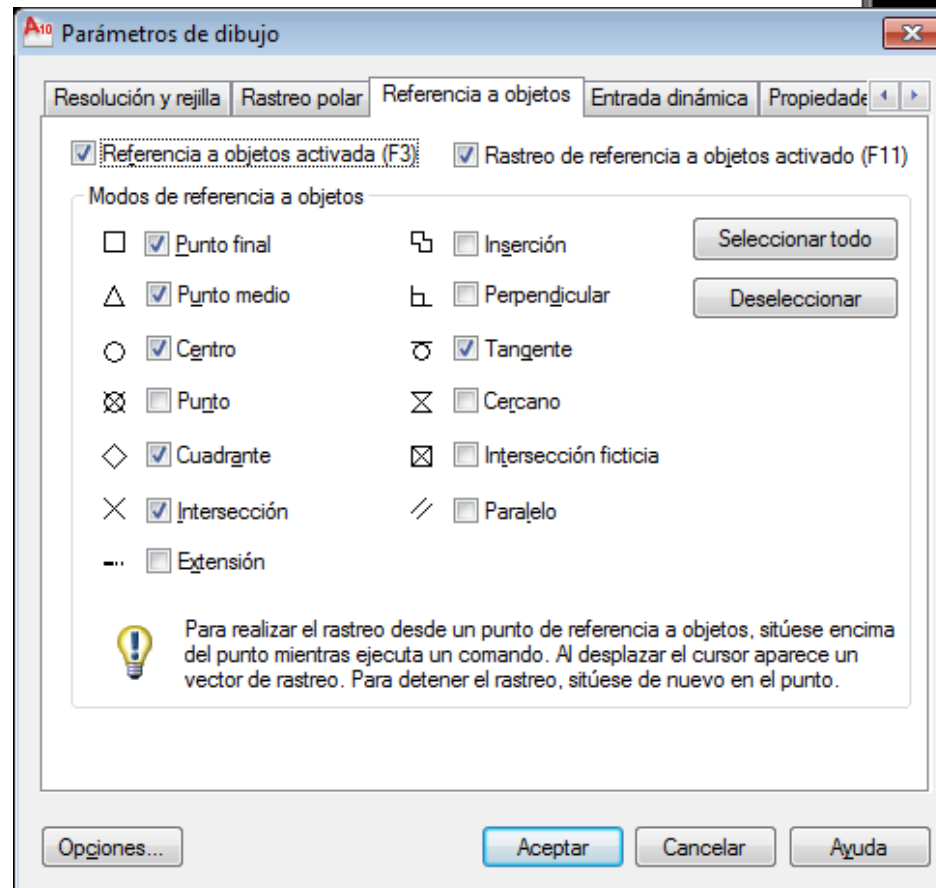 A10 Parámetros de dibujo
Resolución y rejilla Rastreo polar Referencia a objetos Entrada dinámica Propiedade
Referencia a objetos activada (F3) Rastreo de referencia a objetos activado (F11)
Modos de referencia a objetos
Punto final Inserción Seleccionar todo
Punto medio Perpendicular Deseleccionar
Centro Tangente
Punto Cercano
Cuadrante Intersección ficticia
Intersección Paralelo
Extensión
Para realizar el rastreo desde un punto de referencia a objetos, sitúese encima
del punto mientras ejecuta un comando. Al desplazar el cursor aparece un
vector de rastreo. Para detener el rastreo, sitúese de nuevo en el punto.
Opciones... Aceptar Cancelar Ayuda